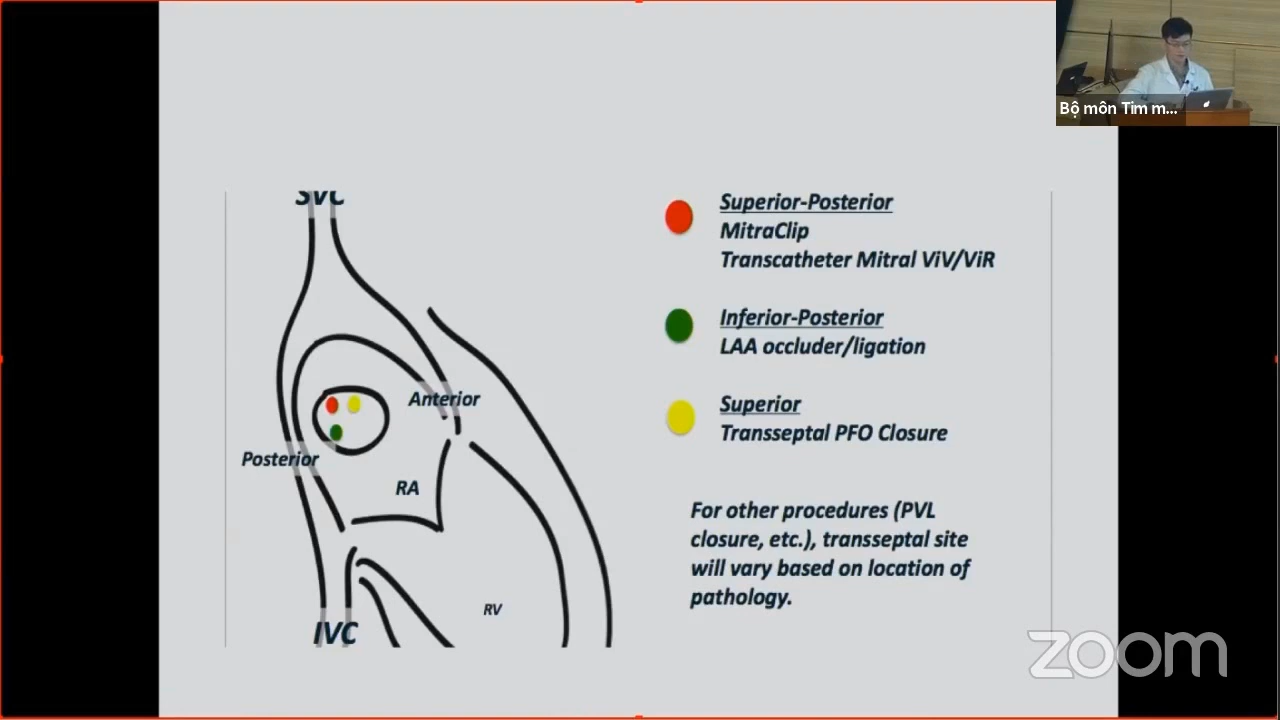 Bộ môn Tim m...
SVC
Superior-Posterior
MitraClip
Transcatheter Mitral ViV/ViR
Inferior-Posterior
LAA occluder/ligation
Anterior
Superior
Transseptal PFO Closure
Posterior
RA
For other procedures (PVL
closure, etc.), transseptal site
will vary based on location of
pathology.
RV
IVC
zoom